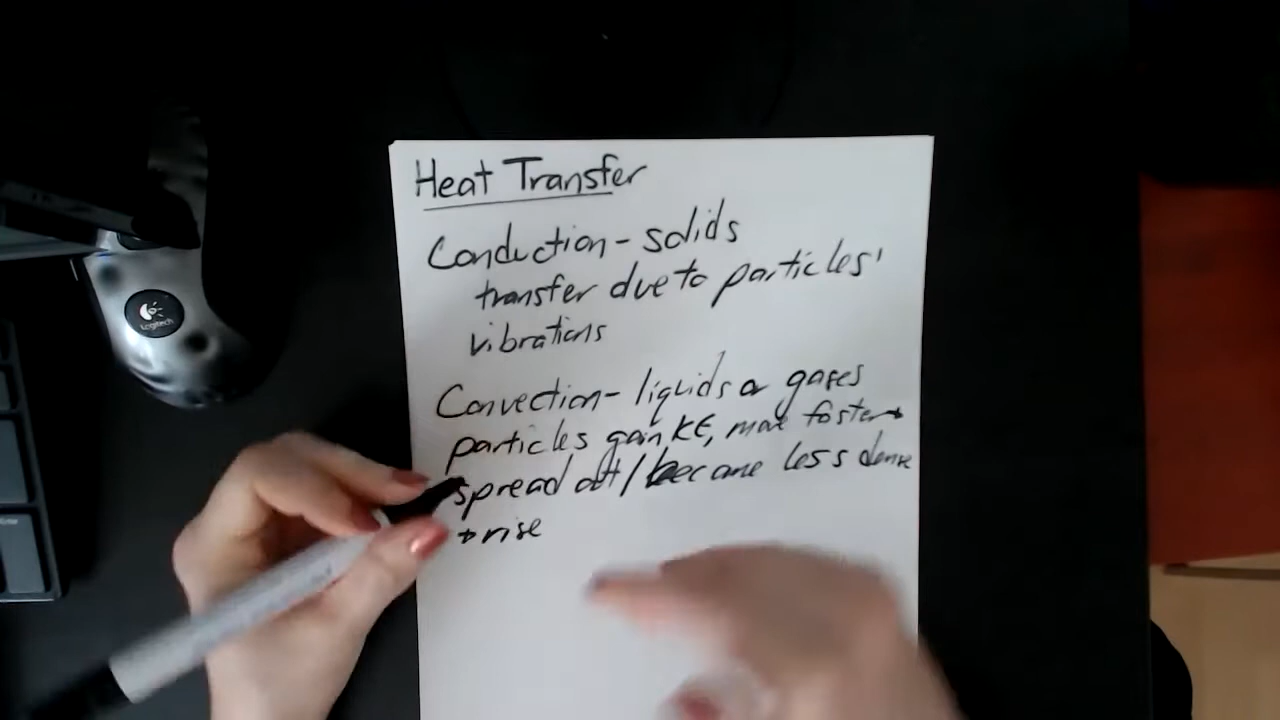 Heat Transfer
Conduction - solids
transfer due to particles'
vibrations
Convection - liquids or gases
particles gain KE, move faster +
spread out / become less dense
+ rise
Logitech